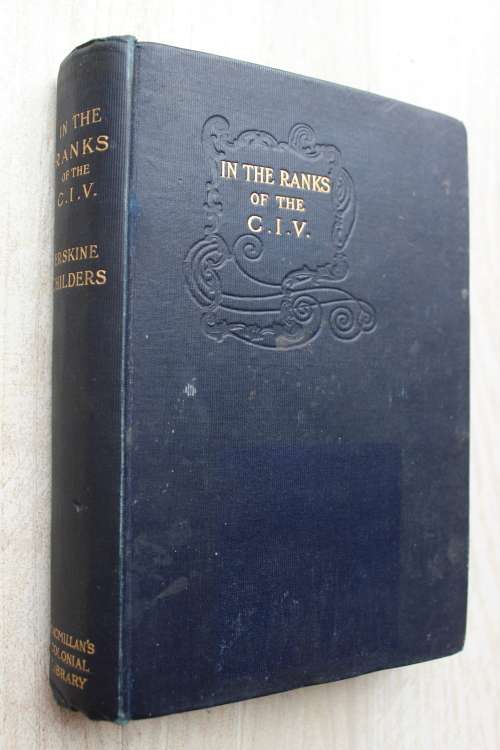 IN THE
RANKS
OF THE
C.I.V.
ERSKINE
CHILDERS
MACMILLAN'S
COLONIAL
LIBRARY
IN THE RANKS
OF THE
C.I.V.